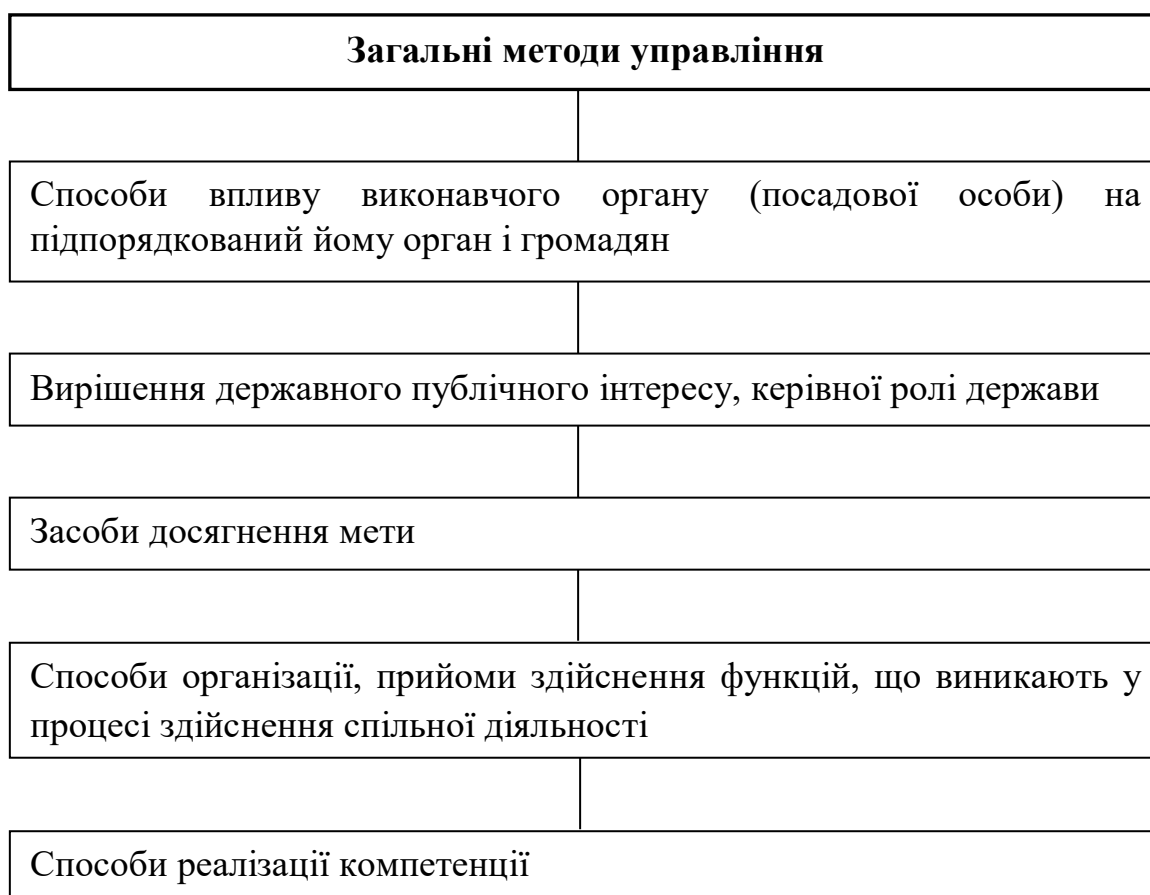 Загальні методи управління
Способи впливу виконавчого органу (посадової особи) на
підпорядкований йому орган і громадян
Вирішення державного публічного інтересу, керівної ролі держави
Засоби досягнення мети
Способи організації, прийоми здійснення функцій, що виникають у
процесі здійснення спільної діяльності
Способи реалізації компетенції